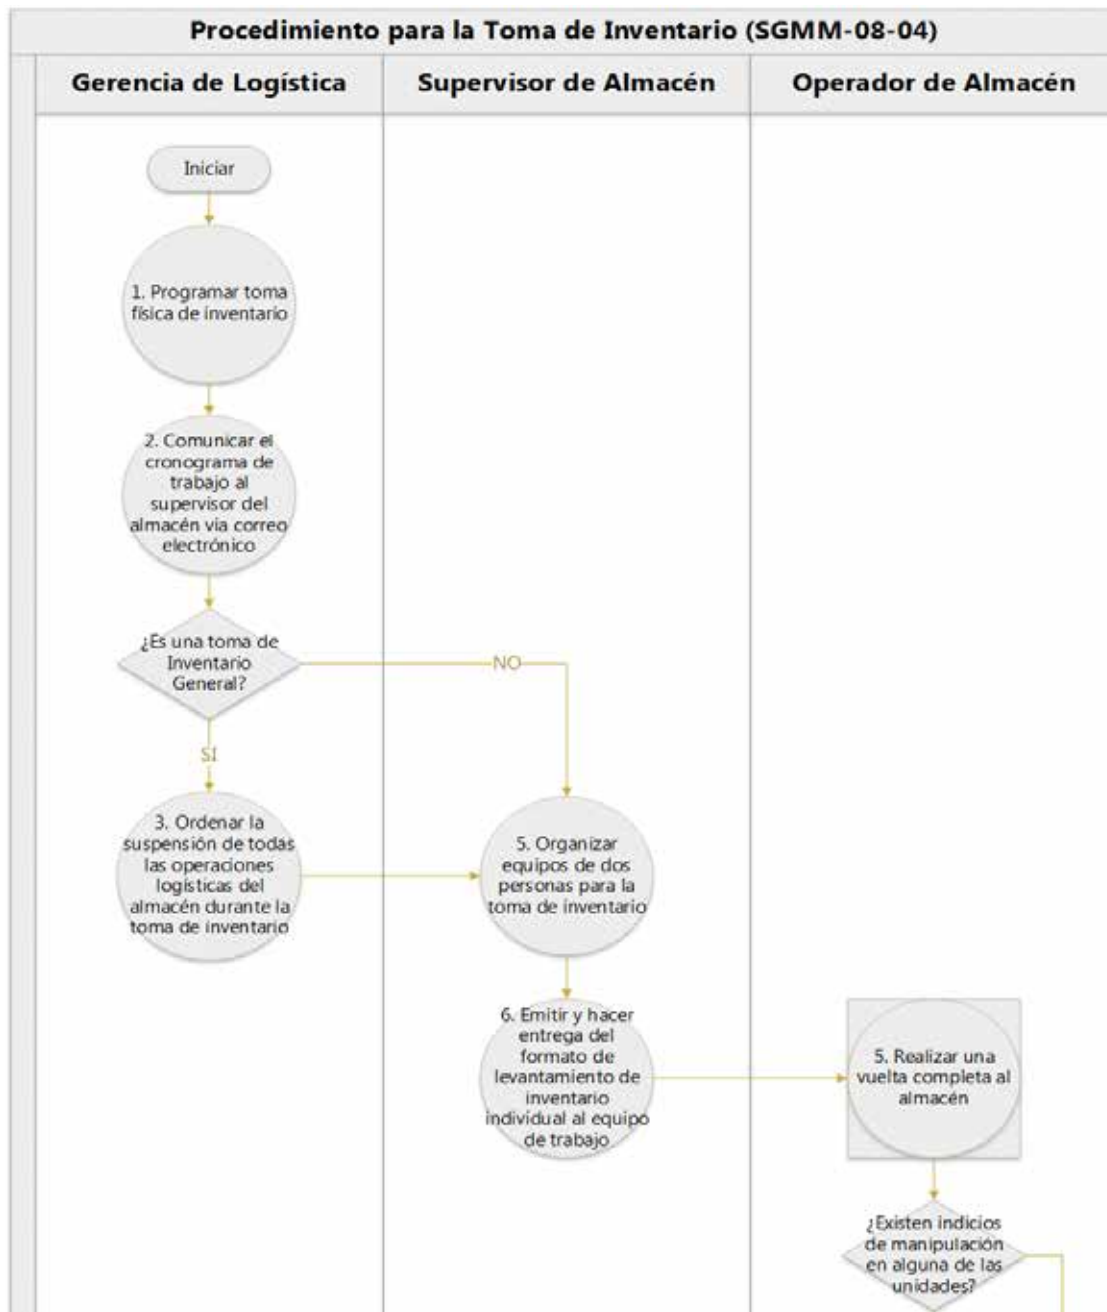 Procedimiento para la Toma de Inventario (SGMM-08-04)
Gerencia de Logística
Supervisor de Almacén
Operador de Almacén
Iniciar
1. Programar toma
física de inventario
2. Comunicar el
cronograma de
trabajo al
supervisor del
almacén via correo
electrónico
¿Es una toma de
Inventario
General?
NO
SI
3. Ordenar la
suspensión de todas
las operaciones
logísticas del
almacén durante la
toma de inventario
5. Organizar
equipos de dos
personas para la
toma de inventario
6. Emitir y hacer
entrega del
formato de
levantamiento de
inventario
individual al equipo
de trabajo
5. Realizar una
vuelta completa al
almacén
¿Existen indicios
de manipulación
en alguna de las
unidades?